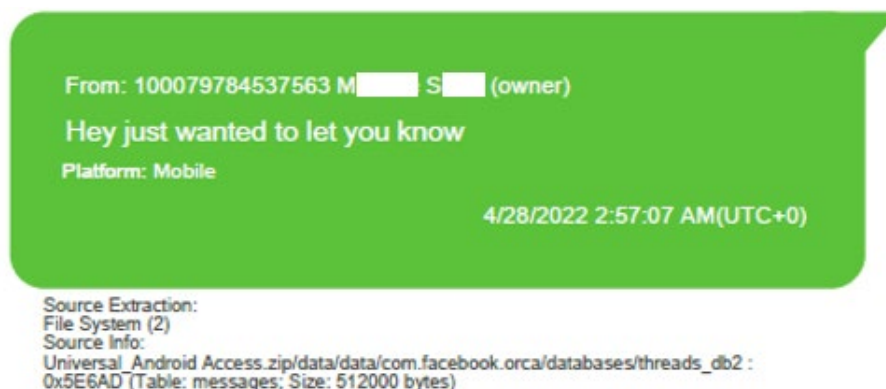 From: 100079784537563 M S (owner)
Hey just wanted to let you know
Platform: Mobile
4/28/2022 2:57:07 AM(UTC+0)
Source Extraction:
File System (2)
Source Info:
Universal_Android Access.zip/data/data/com.facebook.orca/databases/threads_db2 :
0x5E6AD (Table: messages; Size: 512000 bytes)